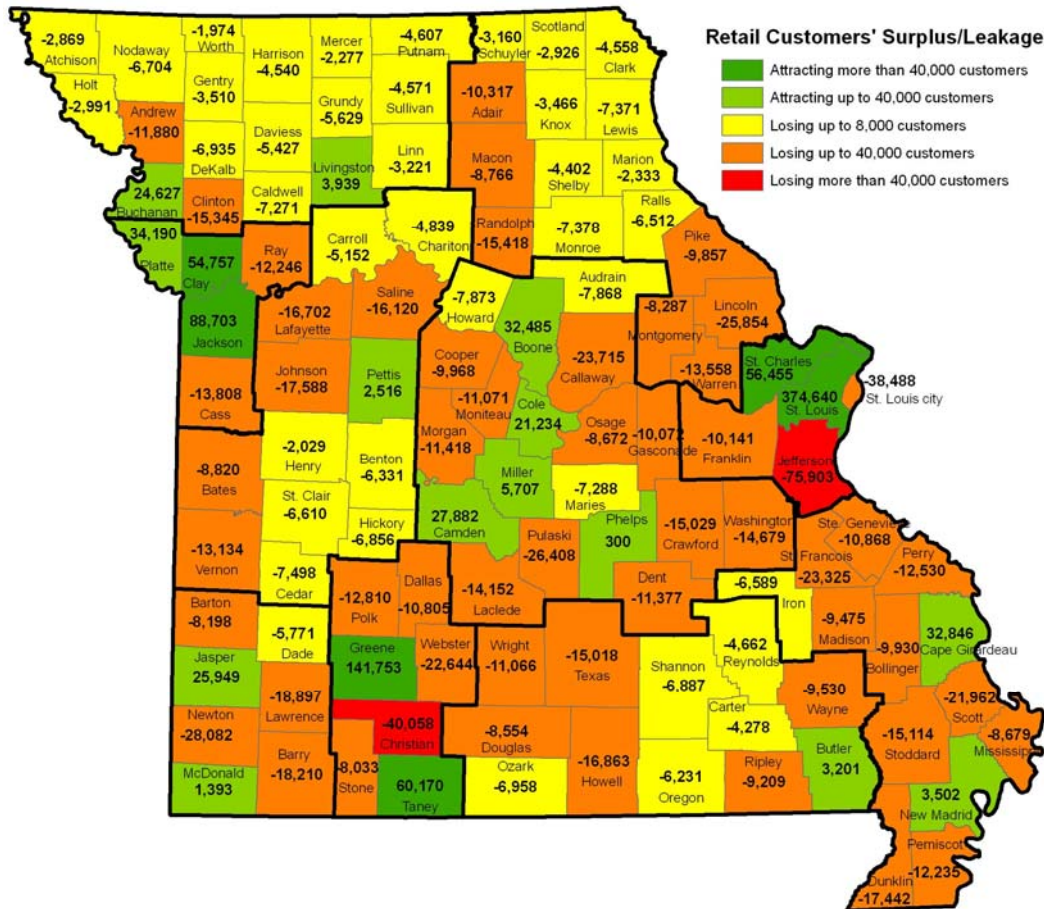 Retail Customers' Surplus/Leakage
Attracting more than 40,000 customers
Attracting up to 40,000 customers
Losing up to 8,000 customers
Losing up to 40,000 customers
Losing more than 40,000 customers
-2,869
Atchison
Nodaway
-6,704
-1,974
Worth
Harrison
-4,540
Mercer
-2,277
-4,607
Putnam
-3,160
Schuyler
Scotland
-2,926
-4,558
Clark
Holt
-2,991
Gentry
-3,510
Grundy
-5,629
-4,571
Sullivan
-10,317
Adair
-3,466
Knox
-7,371
Lewis
Andrew
-11,880
-6,935
DeKalb
Daviess
-5,427
Livingston
3,939
Linn
-3,221
Macon
-8,766
-4,402
Shelby
Marion
-2,333
24,627
Buchanan
Clinton
-15,345
Caldwell
-7,271
Ralls
-6,512
34,190
Platte
54,757
Clay
Ray
-12,246
Carroll
-5,152
-4,839
Chariton
Randolph
-15,418
-7,378
Monroe
Pike
-9,857
88,703
Jackson
-16,702
Lafayette
Saline
-16,120
-7,873
Howard
32,485
Boone
Audrain
-7,868
-8,287
Montgomery
Lincoln
-25,854
-13,808
Cass
Johnson
-17,588
Pettis
2,516
Cooper
-9,968
-11,071
Moniteau
-23,715
Callaway
-13,558
Warren
St. Charles
56,455
374,640
St. Louis
-38,488
St. Louis city
Cole
21,234
Morgan
-11,418
Osage
-8,672
-10,072
Gasconade
-10,141
Franklin
Jefferson
-75,903
-8,820
Bates
-2,029
Henry
Benton
-6,331
Miller
5,707
-7,288
Maries
St. Clair
-6,610
Hickory
-6,856
27,882
Camden
Pulaski
-26,408
Phelps
300
-15,029
Crawford
Washington
-14,679
Ste. Genevie
-10,868
St. Francois
-23,325
Perry
-12,530
-13,134
Vernon
-7,498
Cedar
-12,810
Polk
Dallas
-10,805
-14,152
Laclede
Dent
-11,377
-6,589
Iron
-9,475
Madison
-9,930
Bollinger
32,846
Cape Girardeau
Barton
-8,198
-5,771
Dade
Greene
141,753
Webster
-22,644
Wright
-11,066
-15,018
Texas
Shannon
-6,887
-4,662
Reynolds
-9,530
Wayne
-21,962
Scott
-8,679
Mississipp
Jasper
25,949
-18,897
Lawrence
-40,058
Christian
-8,554
Douglas
-16,863
Howell
Carter
-4,278
Butler
3,201
-15,114
Stoddard
Newton
-28,082
Barry
-18,210
-8,033
Stone
60,170
Taney
Ozark
-6,958
-6,231
Oregon
Ripley
-9,209
3,502
New Madrid
McDonald
1,393
Pemiscot
-12,235
Dunklin
-17,442